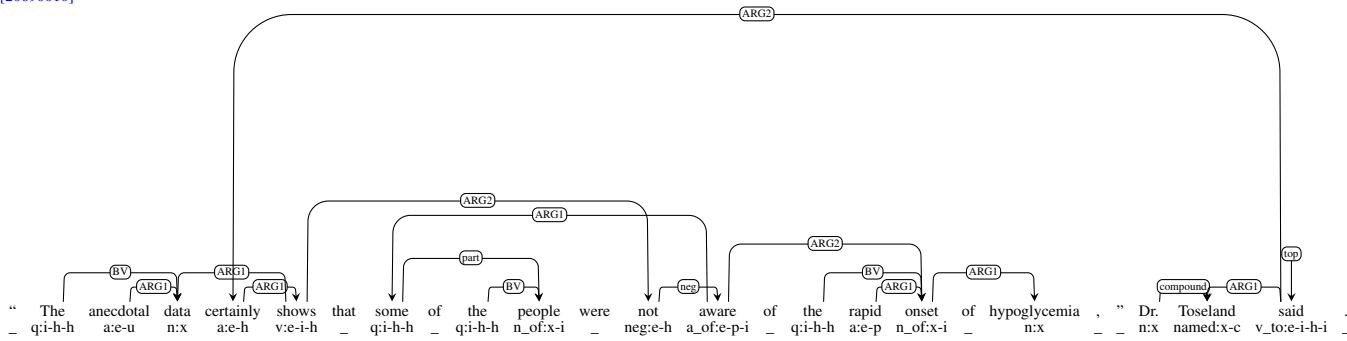 ARG2
ARG2
ARG1
part
ARG2
BV
ARG1
BV
ARG1
top
ARG1
ARG1
BV
neg
ARG1
compound
ARG1
“ The anecdotal data certainly shows that some of the people were not aware of the rapid onset of hypoglycemia , ” Dr. Toseland said .
_ q:i-h-h a:e-u n:x a:e-h v:e-i-h _ q:i-h-h _ q:i-h-h n_of:x-i _ neg:e-h a_of:e-p-i _ q:i-h-h a:e-p n_of:x-i _ n:x _ _ n:x named:x-c v_to:e-i-h-i _